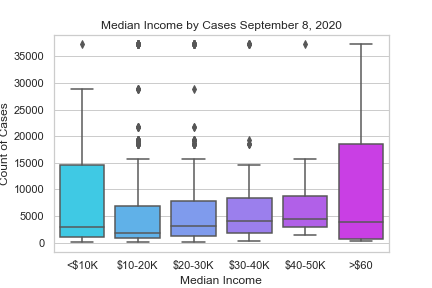 Median Income by Cases September 8, 2020
Count of Cases
35000
30000
25000
20000
15000
10000
5000
0
<$10K $10-20K $20-30K $30-40K $40-50K >$60
Median Income